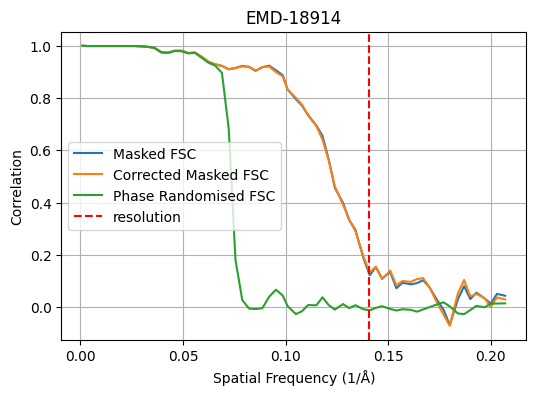 EMD-18914
Correlation
1.0
0.8
0.6
0.4
0.2
0.0
Masked FSC
Corrected Masked FSC
Phase Randomised FSC
resolution
0.00
0.05
0.10
0.15
0.20
Spatial Frequency (1/Å)